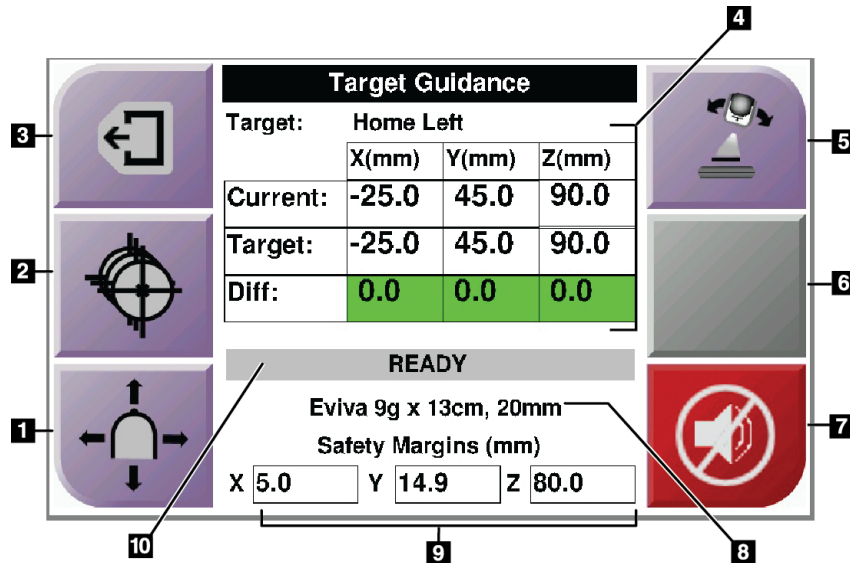 4
Target Guidance
3
Target: Home Left
5
X(mm) Y(mm) Z(mm)
Current: -25.0 45.0 90.0
Target: -25.0 45.0 90.0
2
6
Diff: 0.0 0.0 0.0
READY
Eviva 9g x 13cm, 20mm
1
7
Safety Margins (mm)
X 5.0 Y 14.9 Z 80.0
10
9
8